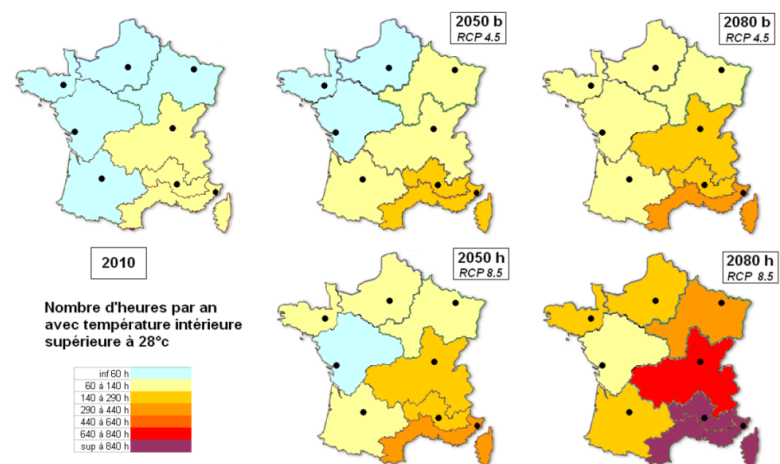 2050 b
RCP 4.5
2080 b
RCP 4.5
2010
2050 h
RCP 8.5
2080 h
RCP 8.5
Nombre d'heures par an
avec température intérieure
supérieure à 28°c
inf 60 h
60 à 140 h
140 à 290 h
290 à 440 h
440 à 640 h
640 à 840 h
sup à 840 h